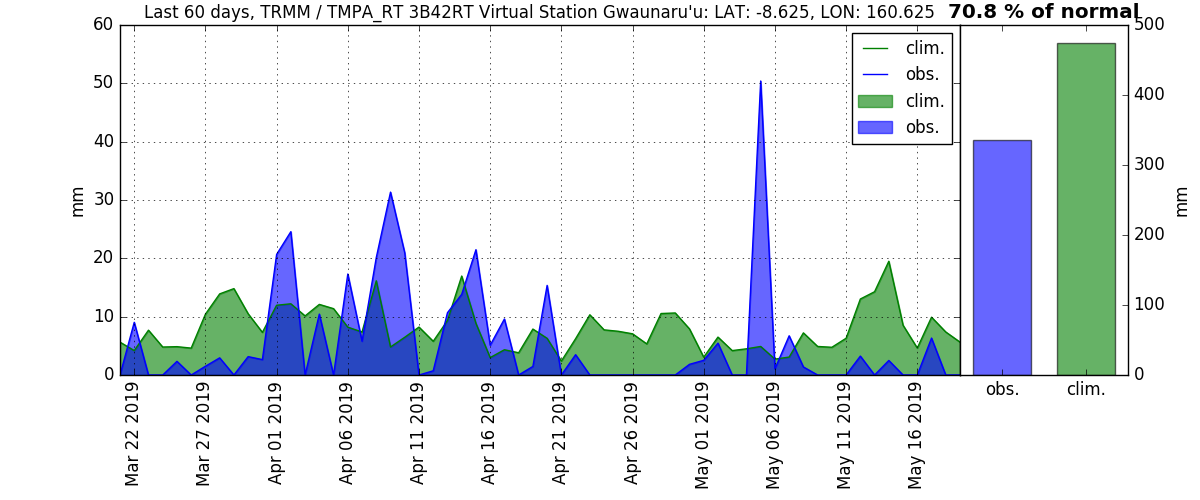 Last 60 days, TRMM / TMPA_RT 3B42RT Virtual Station Gwaunaru'u: LAT: -8.625, LON: 160.625
70.8 % of normal
60
50
40
30
20
10
0
mm
clim.
obs.
clim.
obs.
Mar 22 2019
Mar 27 2019
Apr 01 2019
Apr 06 2019
Apr 11 2019
Apr 16 2019
Apr 21 2019
Apr 26 2019
May 01 2019
May 06 2019
May 11 2019
May 16 2019
500
400
300
200
100
0
mm
obs.
clim.